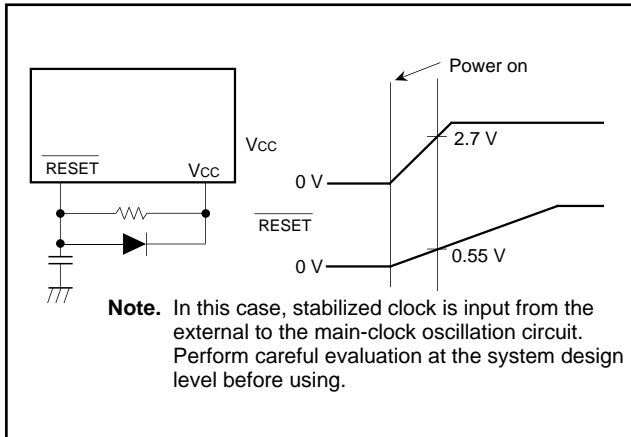 Power on
VCC
2.7 V
RESET
VCC
0 V
RESET
0.55 V
0 V
Note. In this case, stabilized clock is input from the
external to the main-clock oscillation circuit.
Perform careful evaluation at the system design
level before using.